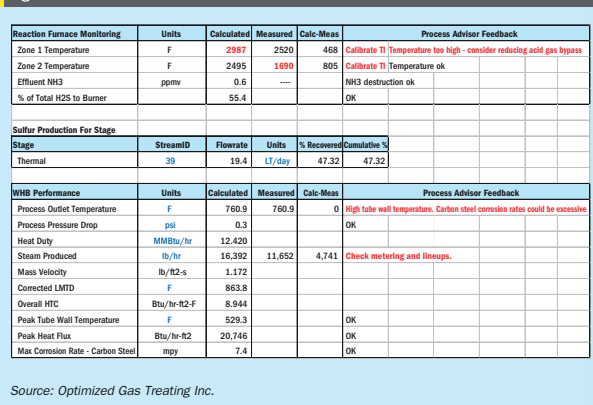 Reaction Furnace Monitoring Units Calculated Measured Calc-Meas Process Advisor Feedback
Zone 1 Temperature F 2987 2520 468 Calibrate TI Temperature too high - consider reducing acid gas bypass
Zone 2 Temperature F 2495 1690 805 Calibrate TI Temperature ok
Effluent NH3 ppmv 0.6 ---- NH3 destruction ok
% of Total H2S to Burner 55.4 OK
Sulfur Production For Stage
Stage StreamID Flowrate Units % Recovered Cumulative %
Thermal 39 19.4 LT/day 47.32 47.32
WHB Performance Units Calculated Measured Calc-Meas Process Advisor Feedback
Process Outlet Temperature F 760.9 760.9 0 High tube wall temperature. Carbon steel corrosion rates could be excessive
Process Pressure Drop psi 0.3 OK
Heat Duty MMBtu/hr 12.420
Steam Produced lb/hr 16,392 11,652 4,741 Check metering and lineups.
Mass Velocity lb/ft2-s 1.172
Corrected LMTD F 863.8
Overall HTC Btu/hr-ft2-F 8.944
Peak Tube Wall Temperature F 529.3 OK
Peak Heat Flux Btu/hr-ft2 20,746 OK
Max Corrosion Rate - Carbon Steel mpy 7.4 OK
Source: Optimized Gas Treating Inc.